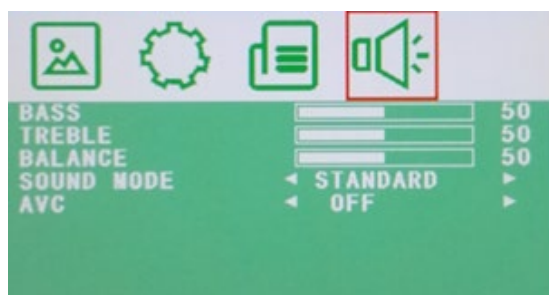 BASS 50
TREBLE 50
BALANCE 50
SOUND MODE ◄ STANDARD ►
AVC ◄ OFF ►